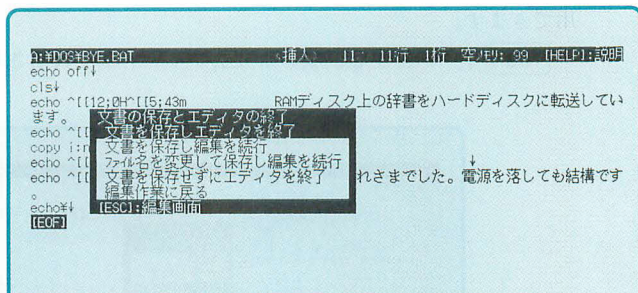 A:¥DOS¥BYE.BAT <挿入> 11 11行 1桁 空メモリ: 99 [HELP]:説明
echo off↓
cls↓
echo ^[[12;0H^[[5;43m RAMディスク上の辞書をハードディスクに転送してい
ます。 文書の保存とエディタの終了
echo ^[[ 文書を保存しエディタを終了
copy i:n 文書を保存し編集を続行
echo ^[[ ファイル名を変更して保存し編集を続行 ↓
echo ^[[ 文書を保存せずにエディタを終了 れさまでした。電源を落しても結構です
。 編集作業に戻る
echo¥↓ [ESC]:編集画面
[EOF]